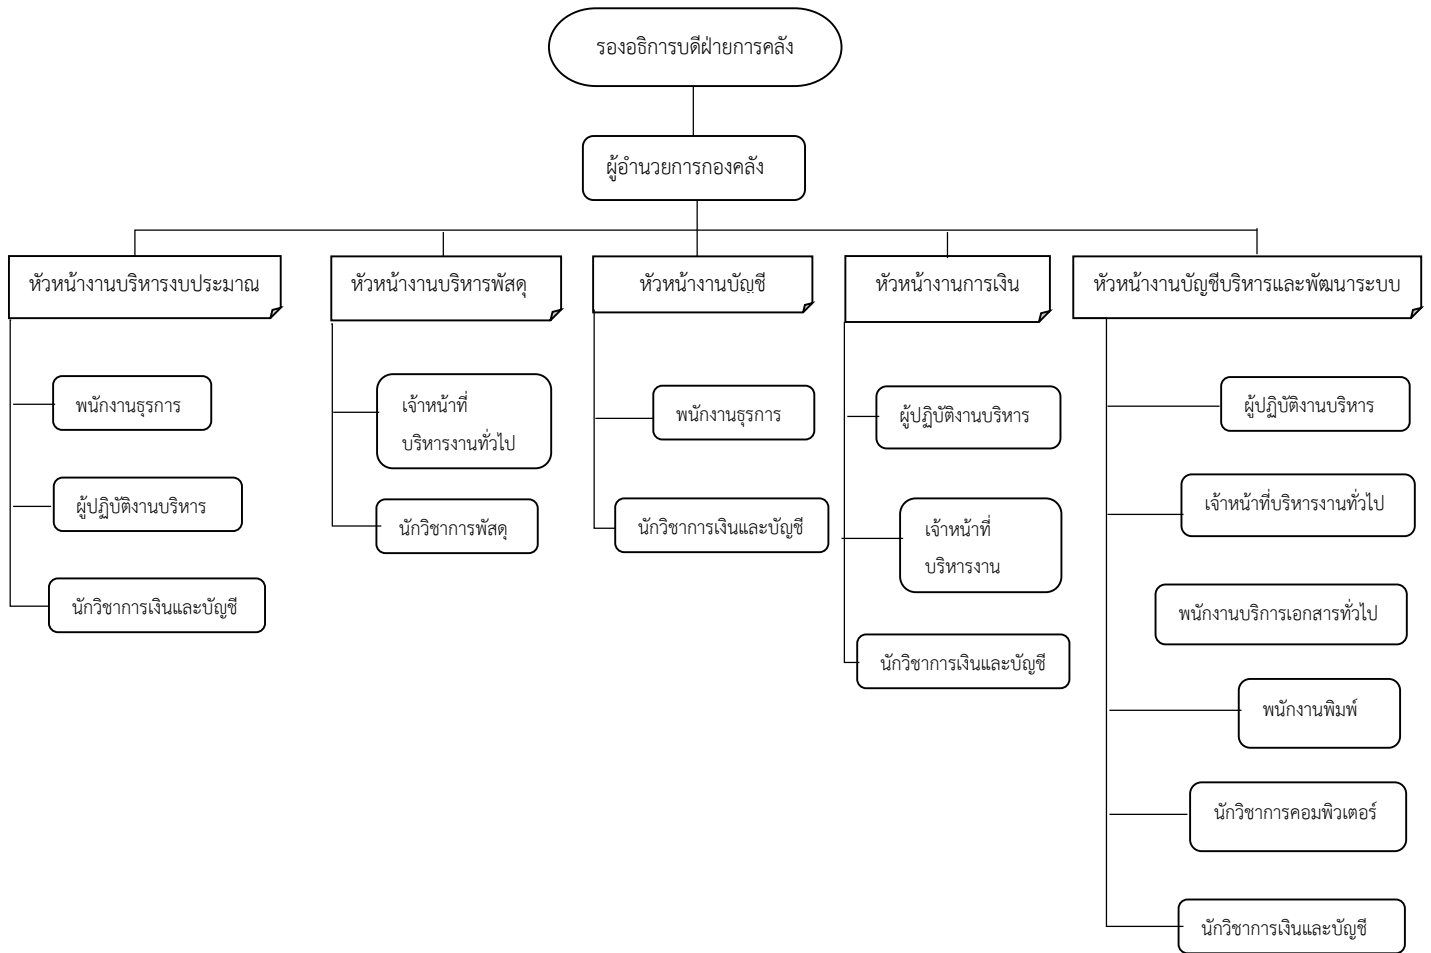 รองอธิการบดีฝ่ายการคลัง
ผู้อำนวยการกองคลัง
หัวหน้างานบริหารงบประมาณ
พนักงานธุรการ
ผู้ปฏิบัติงานบริหาร
นักวิชาการเงินและบัญชี
หัวหน้างานบริหารพัสดุ
เจ้าหน้าที่
บริหารงานทั่วไป
นักวิชาการพัสดุ
หัวหน้างานบัญชี
พนักงานธุรการ
นักวิชาการเงินและบัญชี
หัวหน้างานการเงิน
ผู้ปฏิบัติงานบริหาร
เจ้าหน้าที่
บริหารงาน
นักวิชาการเงินและบัญชี
หัวหน้างานบัญชีบริหารและพัฒนาระบบ
ผู้ปฏิบัติงานบริหาร
เจ้าหน้าที่บริหารงานทั่วไป
พนักงานบริการเอกสารทั่วไป
พนักงานพิมพ์
นักวิชาการคอมพิวเตอร์
นักวิชาการเงินและบัญชี